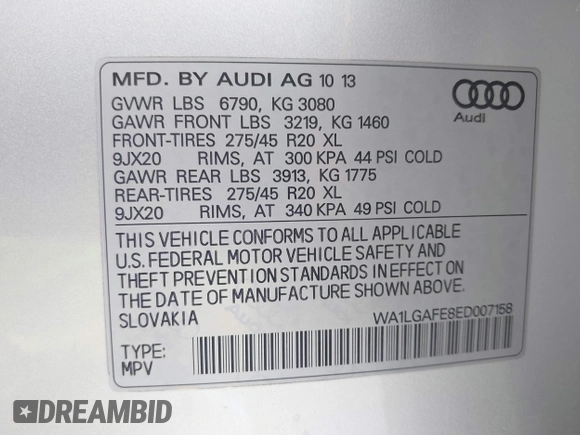 MFD. BY AUDI AG 10 13
GVWR LBS 6790, KG 3080
GAWR FRONT LBS 3219, KG 1460
FRONT-TIRES 275/45 R20 XL
9JX20 RIMS, AT 300 KPA 44 PSI COLD
GAWR REAR LBS 3913, KG 1775
REAR-TIRES 275/45 R20 XL
9JX20 RIMS, AT 340 KPA 49 PSI COLD
Audi
THIS VEHICLE CONFORMS TO ALL APPLICABLE
U.S. FEDERAL MOTOR VEHICLE SAFETY AND
THEFT PREVENTION STANDARDS IN EFFECT ON
THE DATE OF MANUFACTURE SHOWN ABOVE.
SLOVAKIA WA1LGAFE8ED007158
TYPE:
MPV
DREAMBID